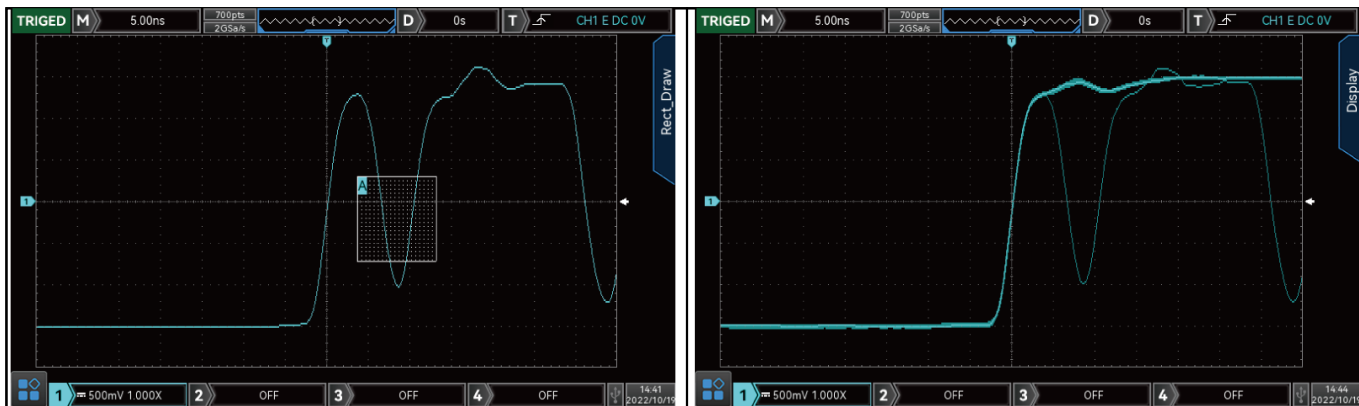 TRIGED M 5.00ns 700pts 2GSa/s D 0s T CH1 E DC 0V
T
Rect_Draw
A
1
1 500mV 1.000X 2 OFF 3 OFF 4 OFF 14:41 2022/10/19
TRIGED M 5.00ns 700pts 2GSa/s D 0s T CH1 E DC 0V
T
Display
1
1 500mV 1.000X 2 OFF 3 OFF 4 OFF 14:44 2022/10/19